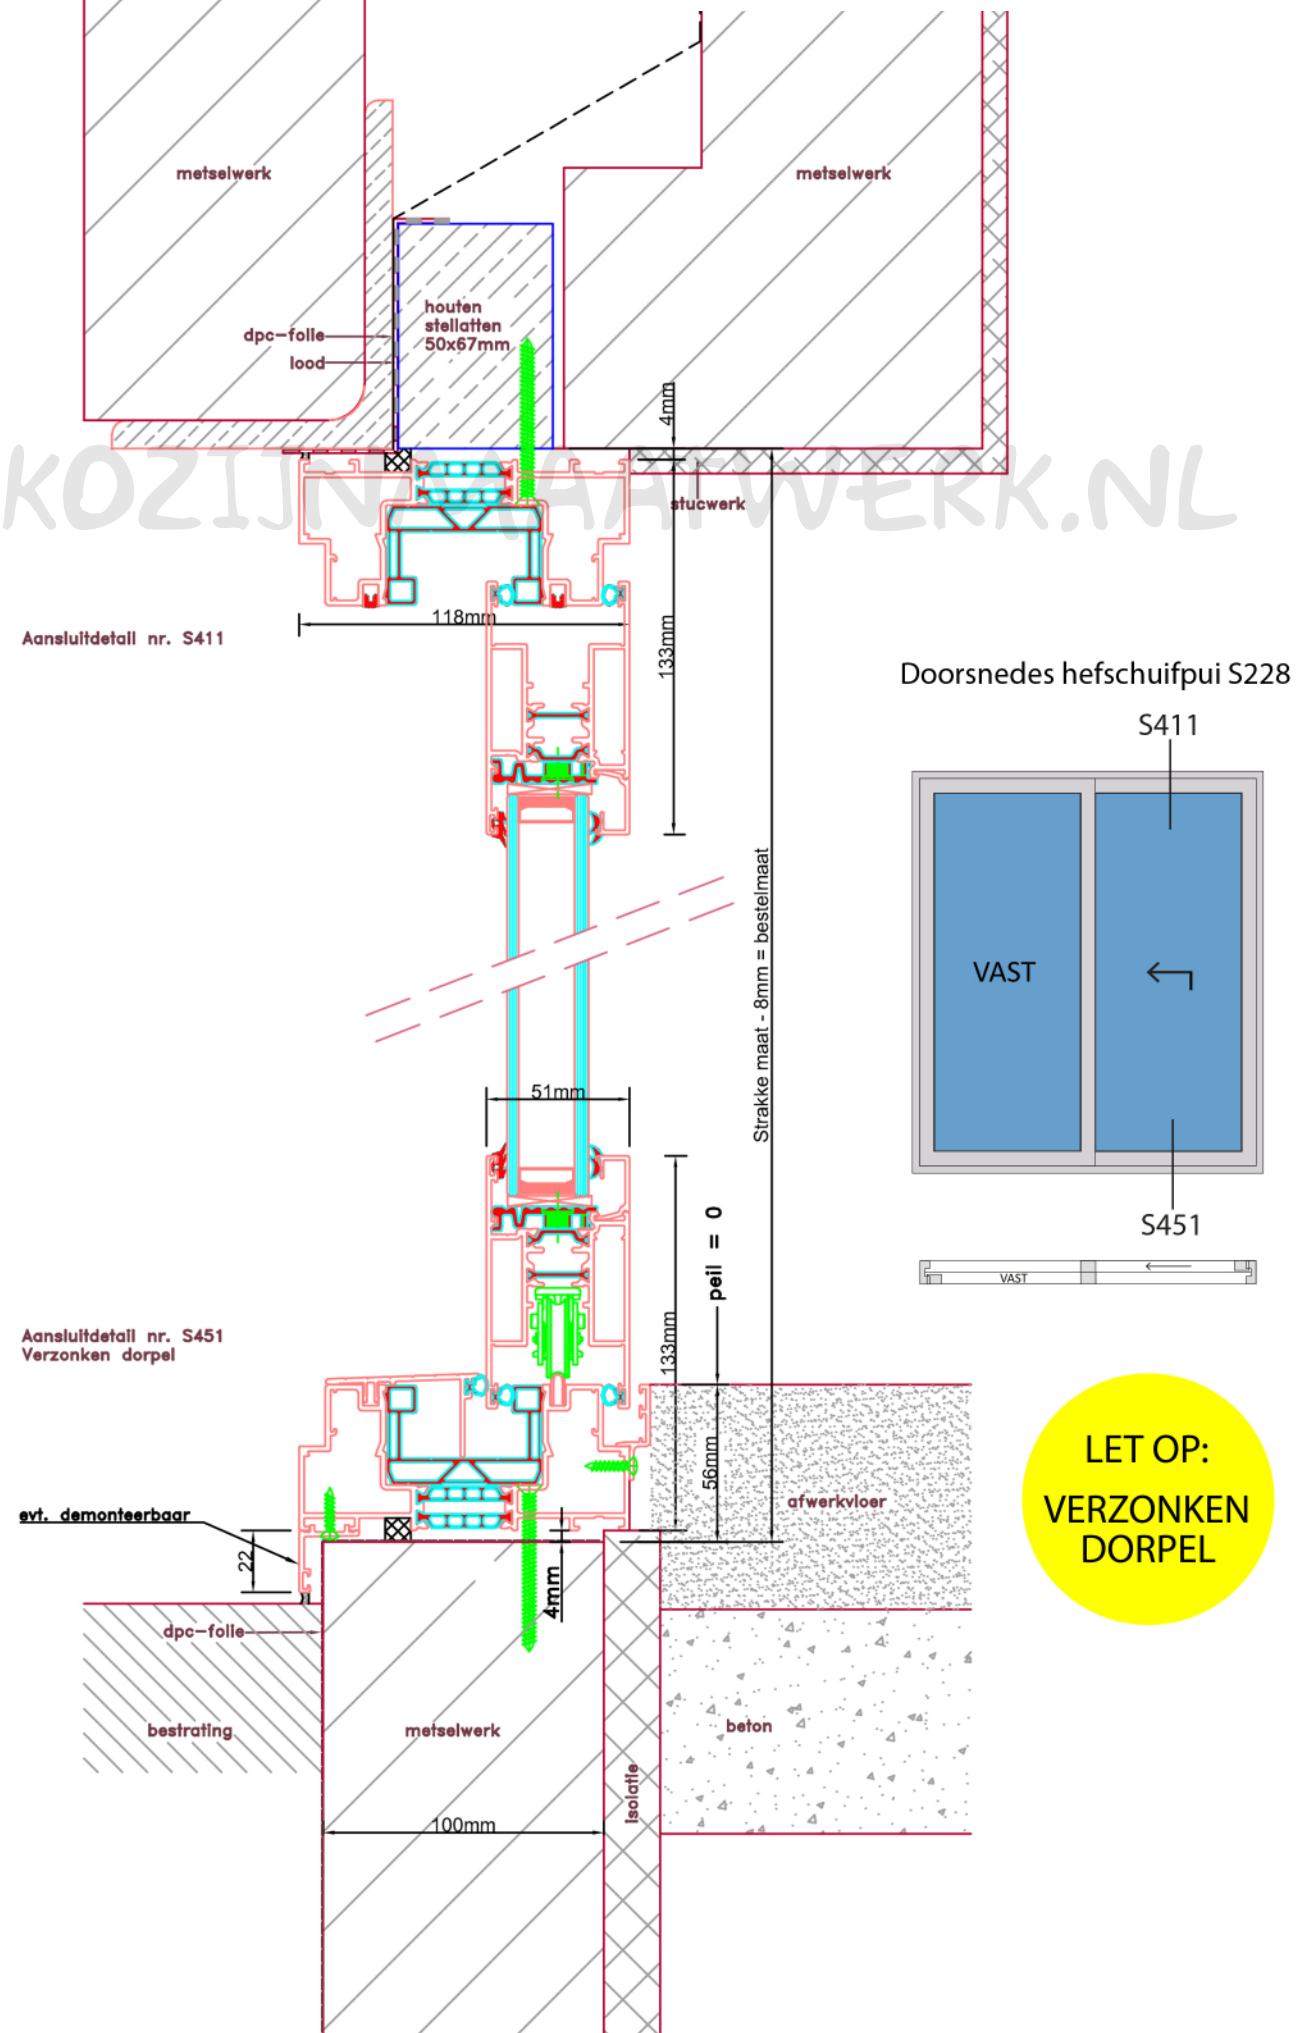 metselwerk
metselwerk
houten
stellatten
50x67mm
dpc-folie
lood
4mm
KOZIJNMAATWERK.NL
stucwerk
118mm
Aansluitdetail nr. S411
133mm
Doorsnedes hefschuifpui S228
S411
VAST
Strakke maat - 8mm = bestelmaat
51mm
S451
VAST
peil = 0
133mm
Aansluitdetail nr. S451
Verzonken dorpel
56mm
LET OP:
VERZONKEN
DORPEL
afwerkvloer
evt. demonteerbaar
22
4mm
dpc-folie
bestrating
metselwerk
beton
isolatie
100mm